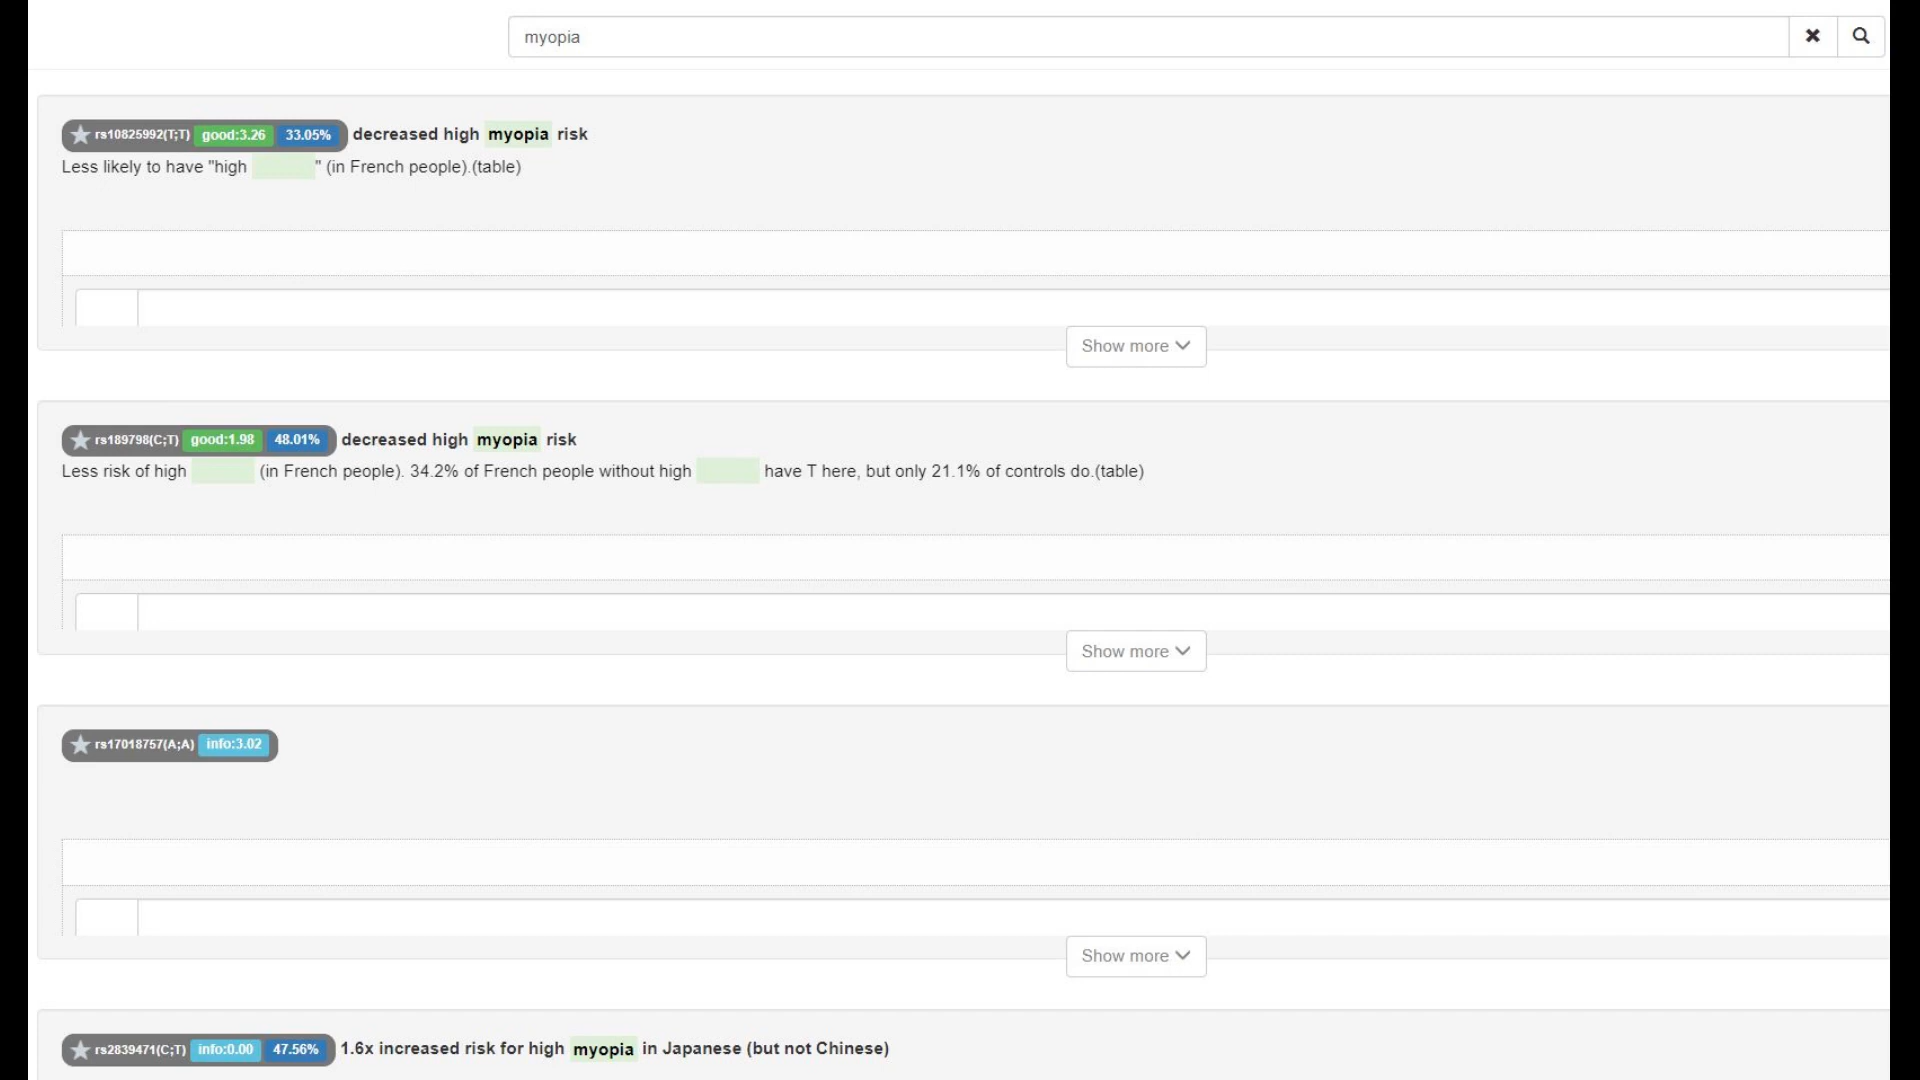 myopia
rs10825992(T;T) good:3.26 33.05% decreased high myopia risk
Less likely to have "high " (in French people).(table)
Show more
rs189798(C;T) good:1.98 48.01% decreased high myopia risk
Less risk of high (in French people). 34.2% of French people without high have T here, but only 21.1% of controls do.(table)
Show more
rs17018757(A;A) info:3.02
Show more
rs2839471(C;T) info:0.00 47.56% 1.6x increased risk for high myopia in Japanese (but not Chinese)